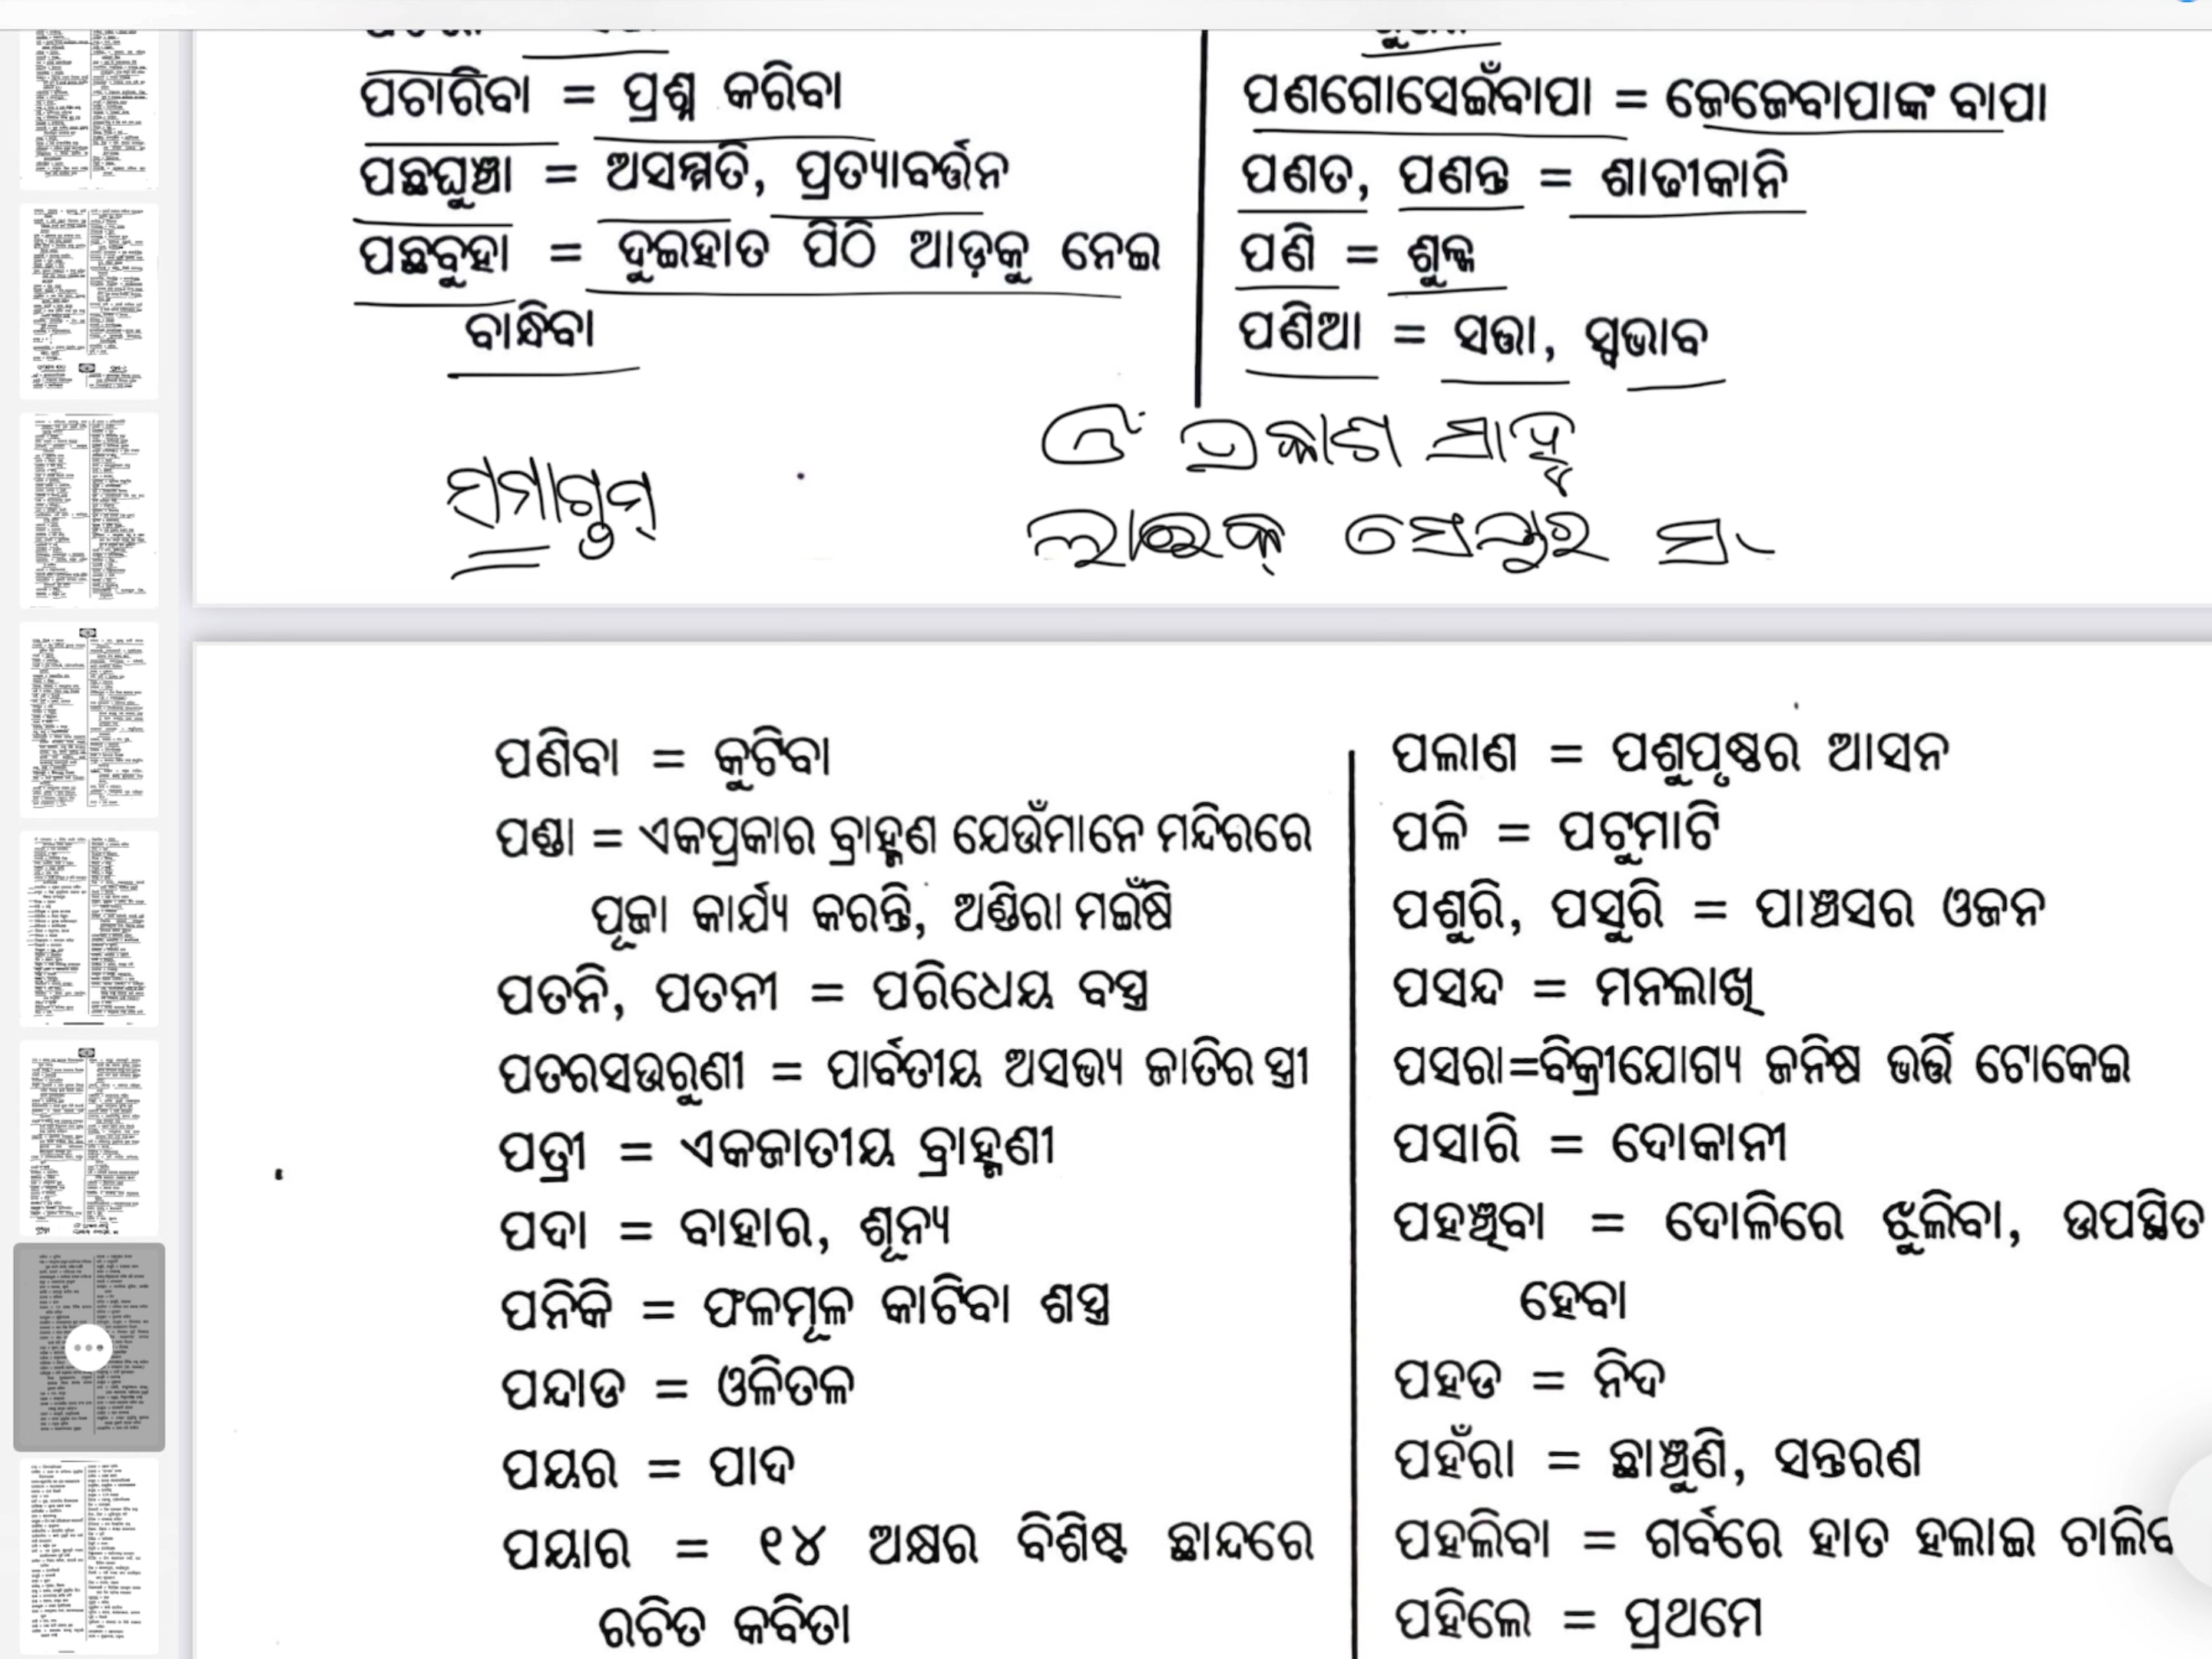 ପଚାରିବା = ପ୍ରଶ୍ନ କରିବା
ପଛଘୁଞ୍ଚା = ଅସମ୍ମତି, ପ୍ରତ୍ୟାବର୍ତ୍ତନ
ପଛବୁହା = ଦୁଇହାତ ପିଠି ଆଡ଼କୁ ନେଇ
ବାନ୍ଧିବା
ପଣଗୋସେଇଁବାପା = ଜେଜେବାପାଙ୍କ ବାପା
ପଣତ, ପଣନ୍ତ = ଶାଢୀକାନି
ପଣି = ଶୁଳ୍କ
ପଣିଆ = ସତ୍ତା, ସ୍ୱଭାବ
ପଣିବା = କୁଟିବା
ପଣ୍ଡା = ଏକପ୍ରକାର ବ୍ରାହ୍ମଣ ଯେଉଁମାନେ ମନ୍ଦିରରେ
ପୂଜା କାର୍ଯ୍ୟ କରନ୍ତି, ଅଣ୍ଡିରା ମଇଁଷି
ପତନି, ପତନୀ = ପରିଧେୟ ବସ୍ତ୍ର
ପତରସଉରୁଣୀ = ପାର୍ବତୀୟ ଅସଭ୍ୟ ଜାତିର ସ୍ତ୍ରୀ
ପତ୍ରୀ = ଏକଜାତୀୟ ବ୍ରାହ୍ମଣୀ
ପଦା = ବାହାର, ଶୂନ୍ୟ
ପନିକି = ଫଳମୂଳ କାଟିବା ଶସ୍ତ୍ର
ପନ୍ଦାଡ = ଓଳିତଳ
ପୟର = ପାଦ
ପୟାର = ୧୪ ଅକ୍ଷର ବିଶିଷ୍ଟ ଛାନ୍ଦରେ
ରଚିତ କବିତା
ପଲାଣ = ପଶୁପୃଷ୍ଠର ଆସନ
ପଳି = ପଟୁମାଟି
ପଶୁରି, ପସୁରି = ପାଞ୍ଚସର ଓଜନ
ପସନ୍ଦ = ମନଲାଖି
ପସରା=ବିକ୍ରୀଯୋଗ୍ୟ ଜନିଷ ଭର୍ତ୍ତି ଟୋକେଇ
ପସାରି = ଦୋକାନୀ
ପହଞ୍ଚିବା = ଦୋଳିରେ ଝୁଲିବା, ଉପସ୍ଥିତ
ହେବା
ପହଡ = ନିଦ
ପହଁରା = ଛାଞ୍ଚୁଣି, ସନ୍ତରଣ
ପହଲିବା = ଗର୍ବରେ ହାତ ହଲାଇ
ପହିଲେ = ପ୍ରଥମେ